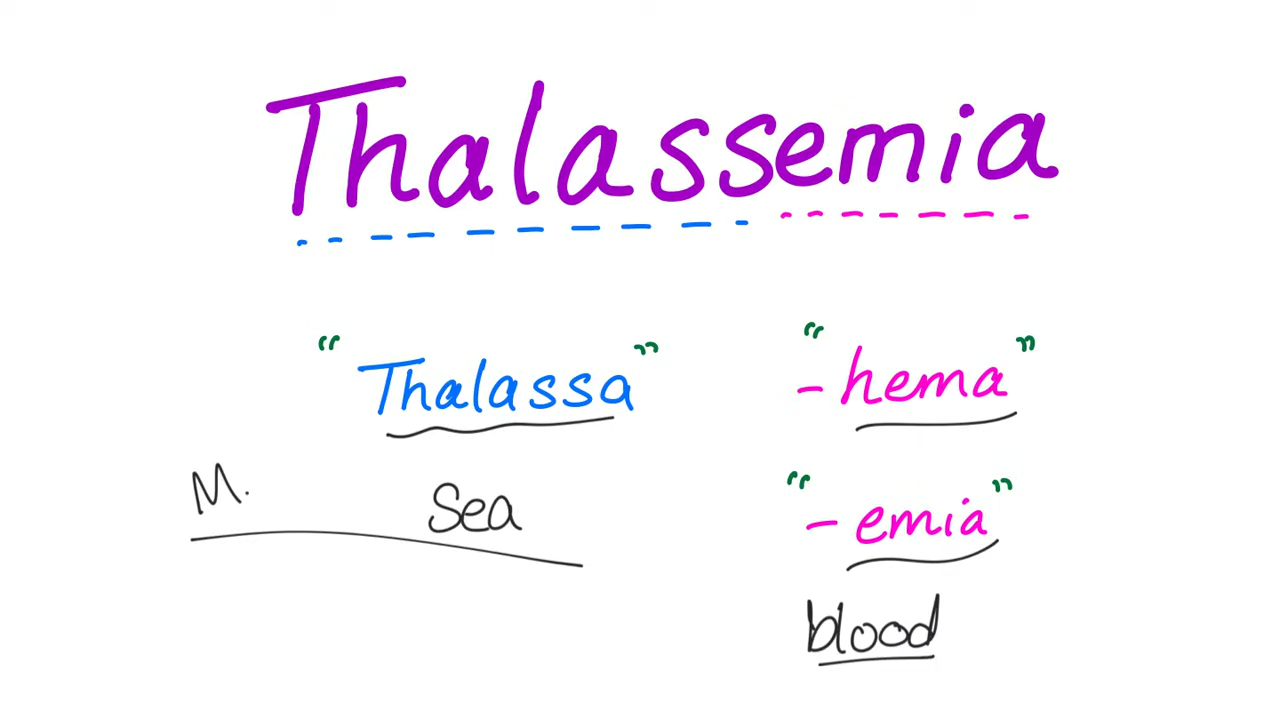 Thalassemia
"Thalassa" "-hema"
M. Sea "-emia"
blood